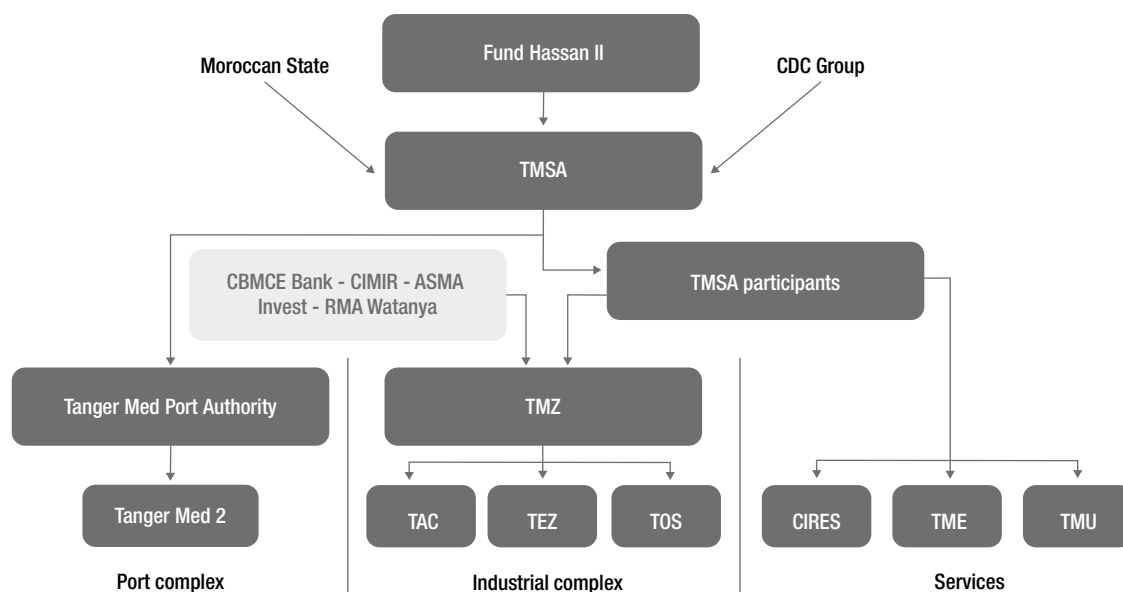 Fund Hassan II
Moroccan State
CDC Group
TMSA
CBMCE Bank - CIMIR - ASMA
Invest - RMA Watanya
TMSA participants
Tanger Med Port Authority
TMZ
Tanger Med 2
TAC
TEZ
TOS
CIRES
TME
TMU
Port complex
Industrial complex
Services